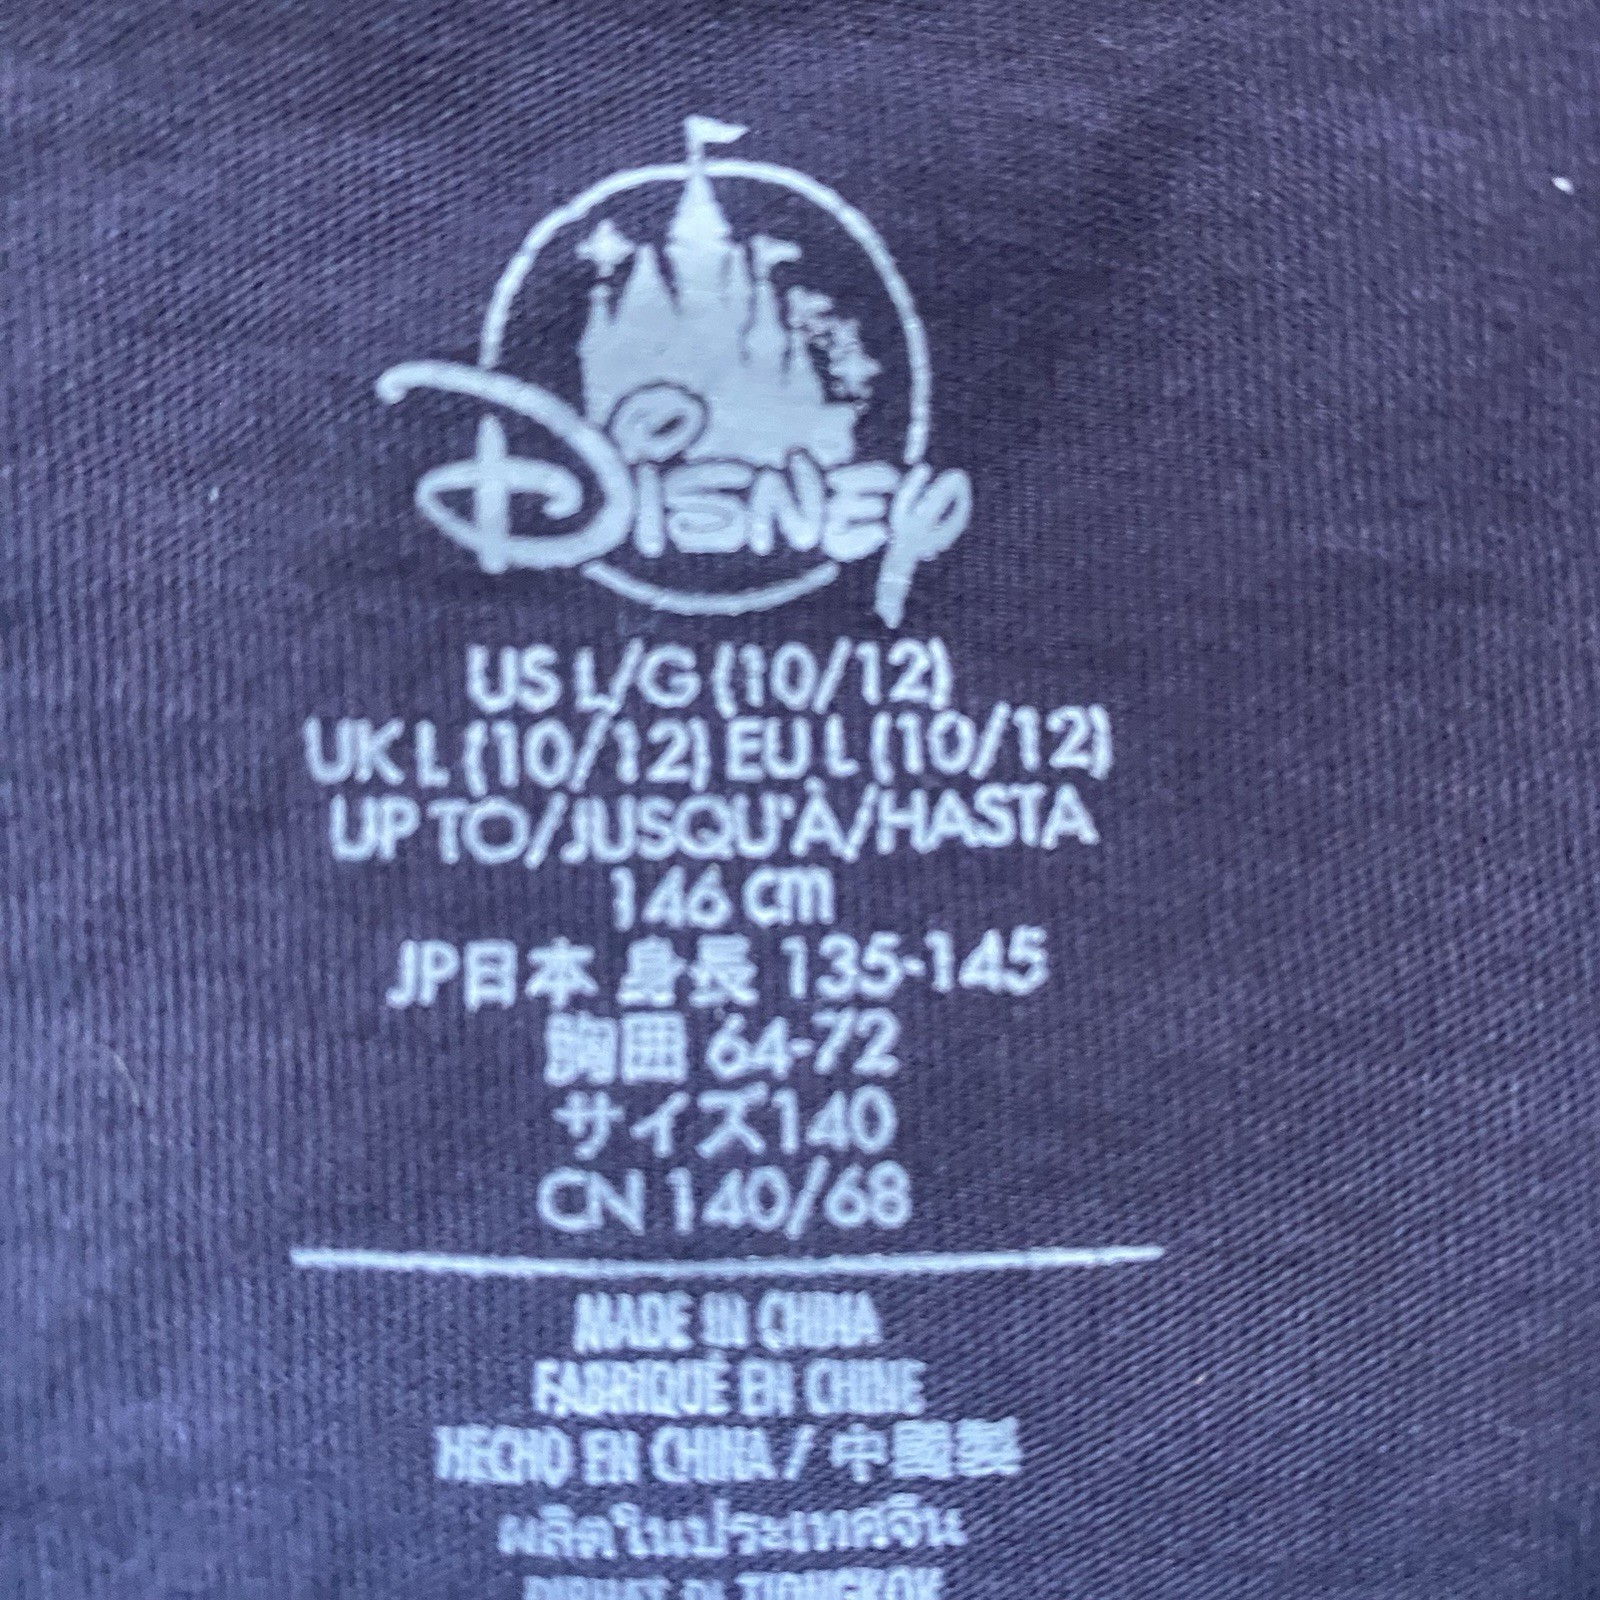 Disney
US L/G (10/12)
UK L (10/12) EU L (10/12)
UP TO/JUSQU'À/HASTA
146 cm
JP日本 身長 135-145
胸囲 64-72
サイズ140
CN 140/68
MADE IN CHINA
FABRIQUÉ EN CHINE
HECHO EN CHINA / 中國製
ผลิตในประเทศจีน
DIBUAT DI TIONGKOK